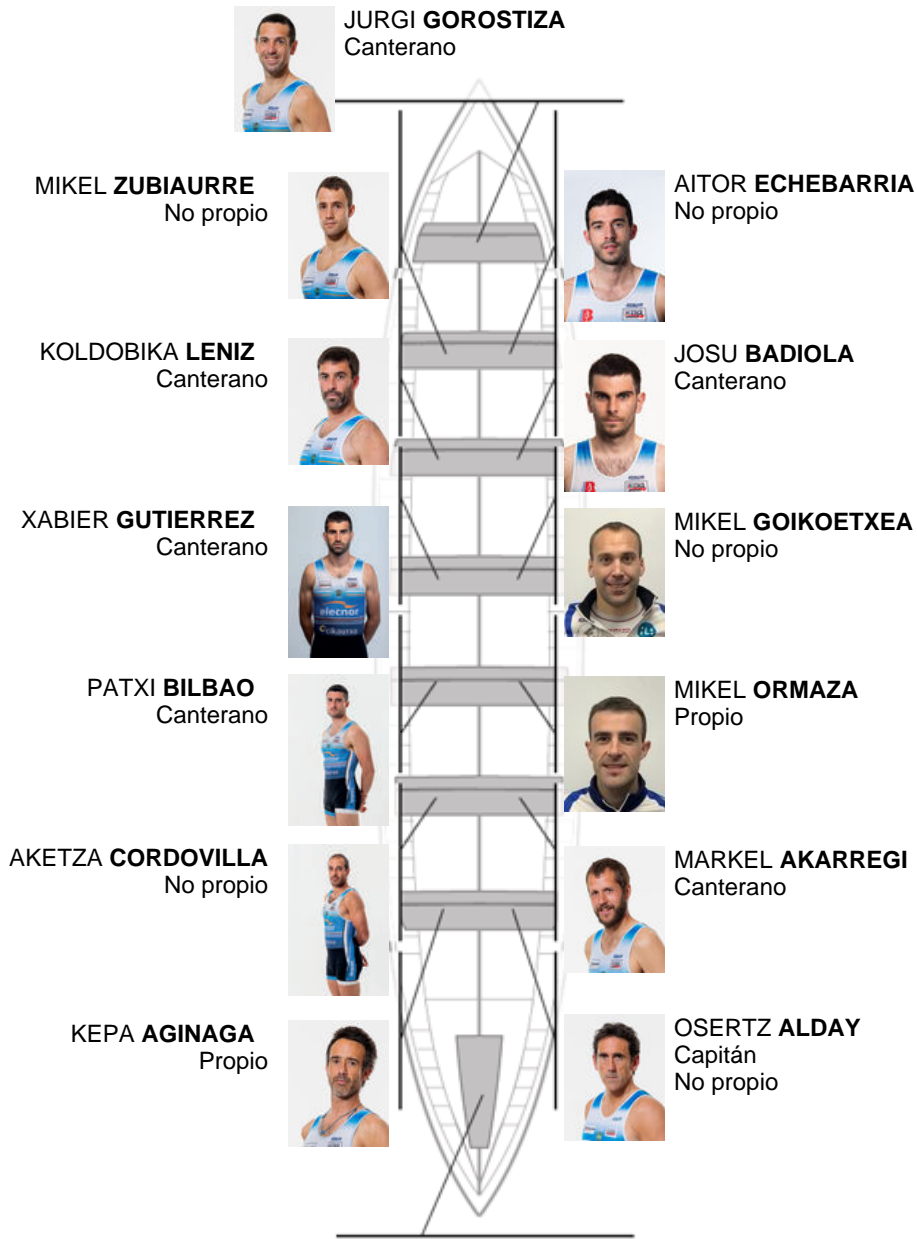 JURGI GOROSTIZA
Canterano
MIKEL ZUBIAURRE
No propio
AITOR ECHEBARRIA
No propio
KOLDOBIKA LENIZ
Canterano
JOSU BADIOLA
Canterano
XABIER GUTIERREZ
Canterano
elecnor
cikautxo
MIKEL GOIKOETXEA
No propio
PATXI BILBAO
Canterano
MIKEL ORMAZA
Propio
AKETZA CORDOVILLA
No propio
MARKEL AKARREGI
Canterano
KEPA AGINAGA
Propio
OSERTZ ALDAY
Capitán
No propio